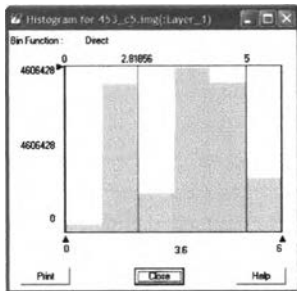 Histogram for 453_c5.img(:Layer_1)
Bin Function : Direct
0 2.81856 5
4606428
4606428
0
0 3.6 6
Print Close Help